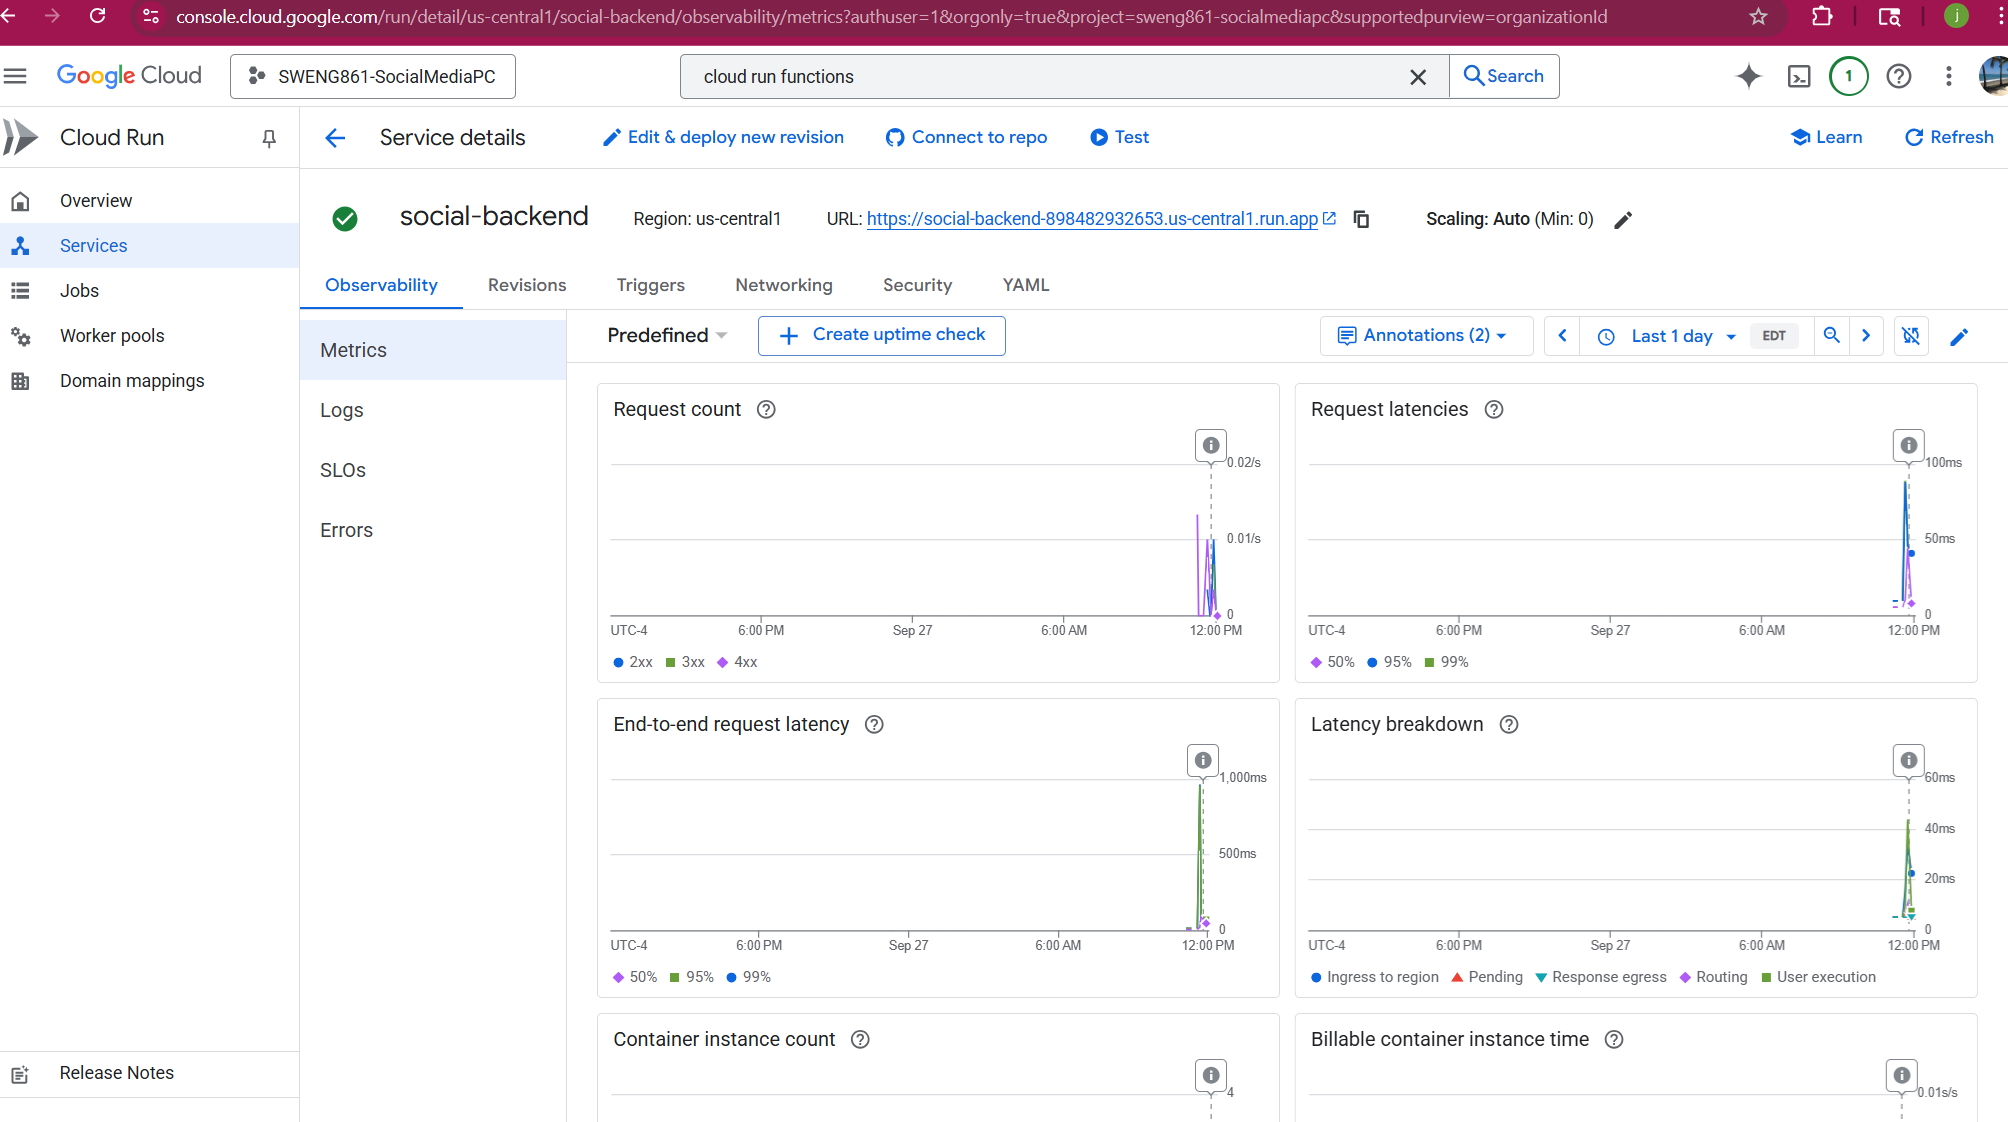 console.cloud.google.com/run/detail/us-central1/social-backend/observability/metrics?authuser=1&orgonly=true&project=sweng861-socialmediapc&supportedpurview=organizationId
j
Google Cloud
SWENG861-SocialMediaPC
cloud run functions
Search
1
Cloud Run
Service details
Edit & deploy new revision
Connect to repo
Test
Learn
Refresh
Overview
Services
Jobs
Worker pools
Domain mappings
Release Notes
social-backend
Region: us-central1
URL: https://social-backend-898482932653.us-central1.run.app
Scaling: Auto (Min: 0)
Observability
Revisions
Triggers
Networking
Security
YAML
Metrics
Logs
SLOs
Errors
Predefined
Create uptime check
Annotations (2)
Last 1 day
EDT
Request count
0.02/s
0.01/s
0
UTC-4 6:00 PM Sep 27 6:00 AM 12:00 PM
2xx 3xx 4xx
Request latencies
100ms
50ms
0
UTC-4 6:00 PM Sep 27 6:00 AM 12:00 PM
50% 95% 99%
End-to-end request latency
1,000ms
500ms
0
UTC-4 6:00 PM Sep 27 6:00 AM 12:00 PM
50% 95% 99%
Latency breakdown
60ms
40ms
20ms
0
UTC-4 6:00 PM Sep 27 6:00 AM 12:00 PM
Ingress to region Pending Response egress Routing User execution
Container instance count
4
Billable container instance time
0.01s/s